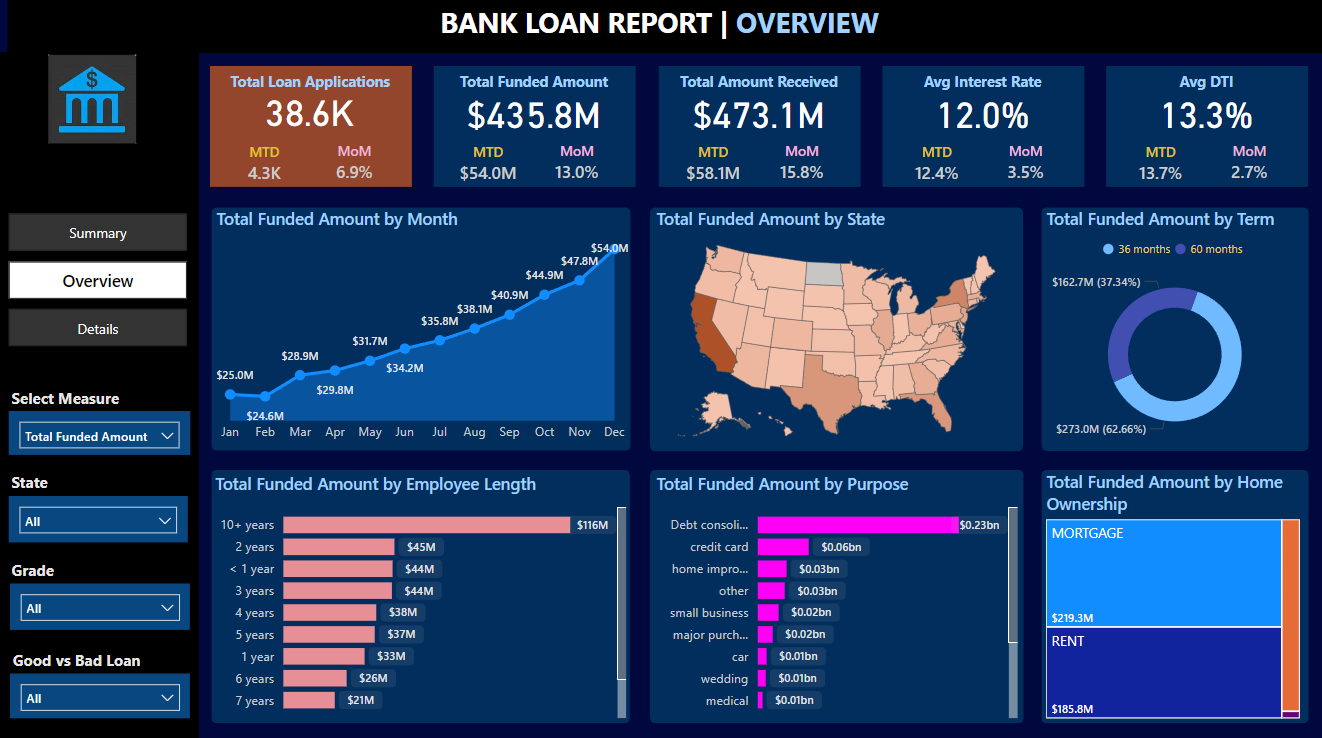 BANK LOAN REPORT | OVERVIEW
$
Total Loan Applications
38.6K
MTD
MoM
4.3K
6.9%
Total Funded Amount
$435.8M
MTD
MoM
$54.0M
13.0%
Total Amount Received
$473.1M
MTD
MoM
$58.1M
15.8%
Avg Interest Rate
12.0%
MTD
MoM
12.4%
3.5%
Avg DTI
13.3%
MTD
MoM
13.7%
2.7%
Summary
Overview
Details
Select Measure
Total Funded Amount
State
All
Grade
All
Good vs Bad Loan
All
Total Funded Amount by Month
$25.0M
$24.6M
$28.9M
$29.8M
$31.7M
$34.2M
$35.8M
$38.1M
$40.9M
$44.9M
$47.8M
$54.0M
Jan Feb Mar Apr May Jun Jul Aug Sep Oct Nov Dec
Total Funded Amount by State
Total Funded Amount by Term
36 months 60 months
$162.7M (37.34%)
$273.0M (62.66%)
Total Funded Amount by Employee Length
10+ years $116M
2 years $45M
< 1 year $44M
3 years $44M
4 years $38M
5 years $37M
1 year $33M
6 years $26M
7 years $21M
Total Funded Amount by Purpose
Debt consoli... $0.23bn
credit card $0.06bn
home impro... $0.03bn
other $0.03bn
small business $0.02bn
major purch... $0.02bn
car $0.01bn
wedding $0.01bn
medical $0.01bn
Total Funded Amount by Home
Ownership
MORTGAGE
$219.3M
RENT
$185.8M